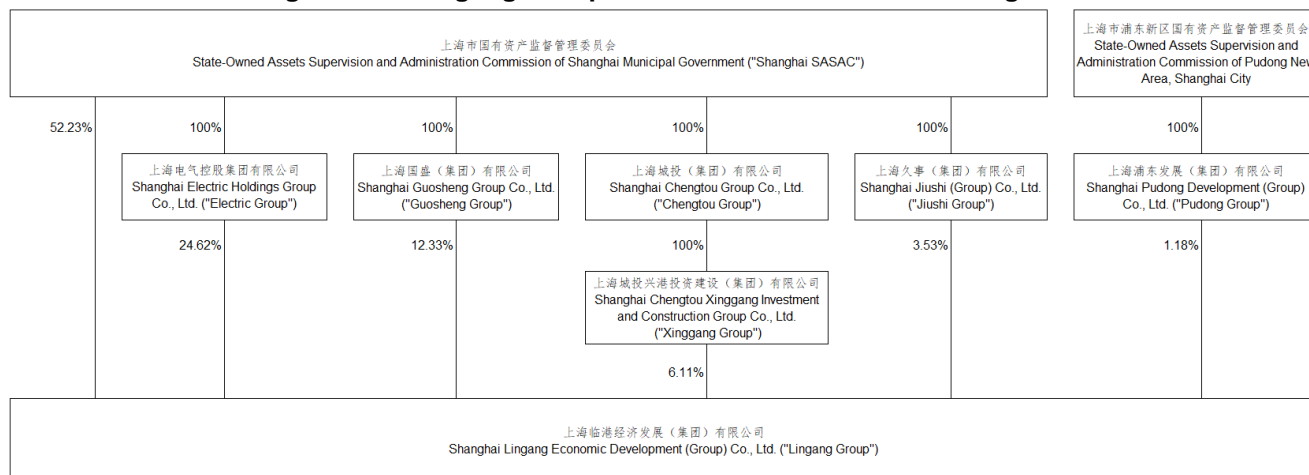 上海市国有资产监督管理委员会
State-Owned Assets Supervision and Administration Commission of Shanghai Municipal Government ("Shanghai SASAC")
上海市浦东新区国有资产监督管理委员会
State-Owned Assets Supervision and
Administration Commission of Pudong New
Area, Shanghai City
52.23%
100%
100%
100%
100%
100%
上海电气控股集团有限公司
Shanghai Electric Holdings Group
Co., Ltd. ("Electric Group")
上海国盛（集团）有限公司
Shanghai Guosheng Group Co., Ltd.
("Guosheng Group")
上海城投（集团）有限公司
Shanghai Chengtou Group Co., Ltd.
("Chengtou Group")
上海久事（集团）有限公司
Shanghai Jiushi (Group) Co., Ltd.
("Jiushi Group")
上海浦东发展（集团）有限公司
Shanghai Pudong Development (Group)
Co., Ltd. ("Pudong Group")
24.62%
12.33%
100%
3.53%
1.18%
上海城投兴港投资建设（集团）有限公司
Shanghai Chengtou Xinggang Investment
and Construction Group Co., Ltd.
("Xinggang Group")
6.11%
上海临港经济发展（集团）有限公司
Shanghai Lingang Economic Development (Group) Co., Ltd. ("Lingang Group")